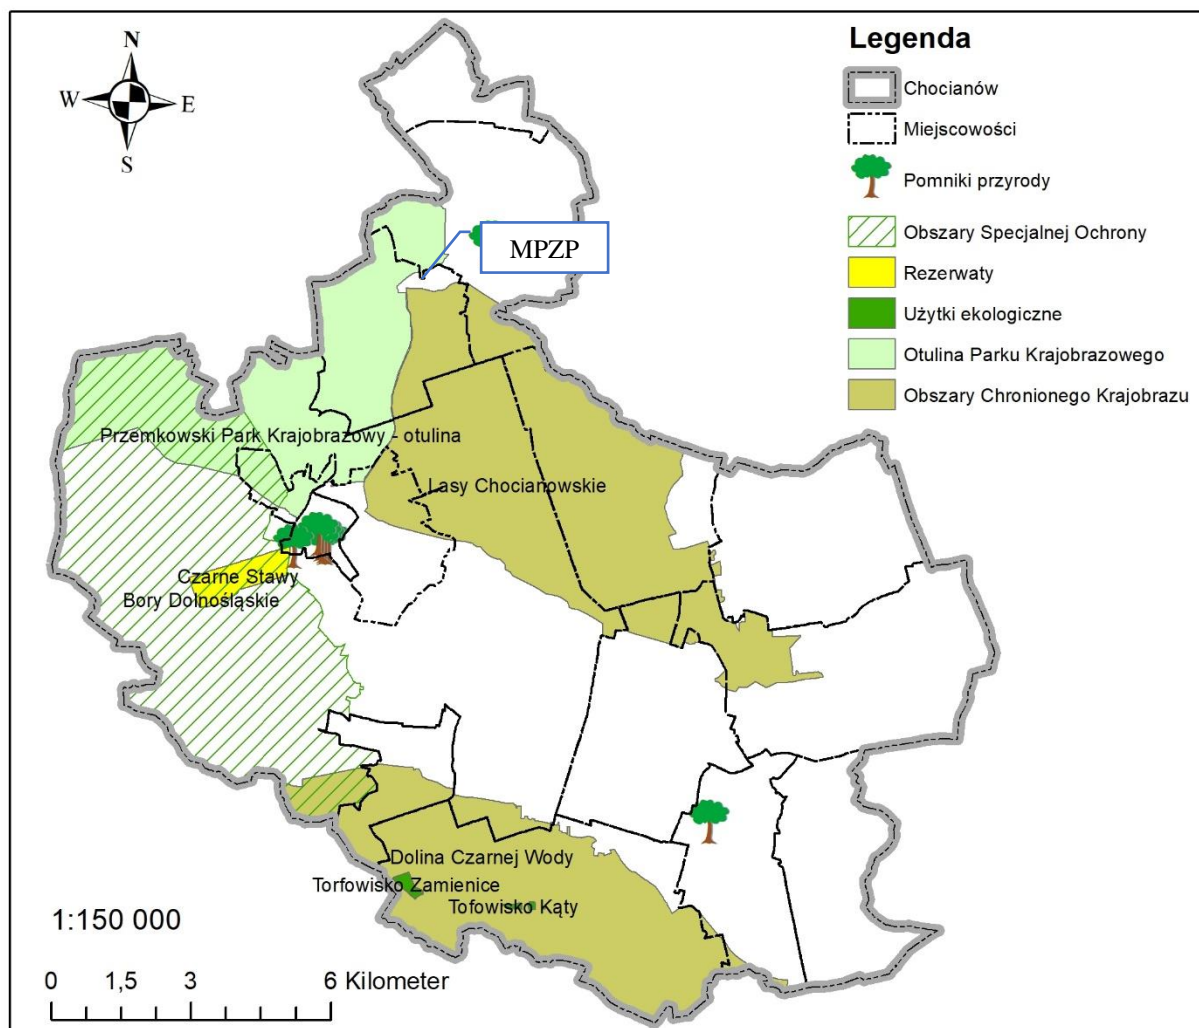 N
W E
S
Legenda
Chocianów
Miejscowości
Pomniki przyrody
Obszary Specjalnej Ochrony
Rezerwaty
Użytki ekologiczne
Otulina Parku Krajobrazowego
Obszary Chronionego Krajobrazu
MPZP
Przemkowski Park Krajobrazowy - otulina
Lasy Chocianowskie
Czarne Stawy
Bory Dolnośląskie
Dolina Czarnej Wody
Torfowisko Zamienice
Tofowisko Kąty
1:150 000
0 1,5 3 6 Kilometer